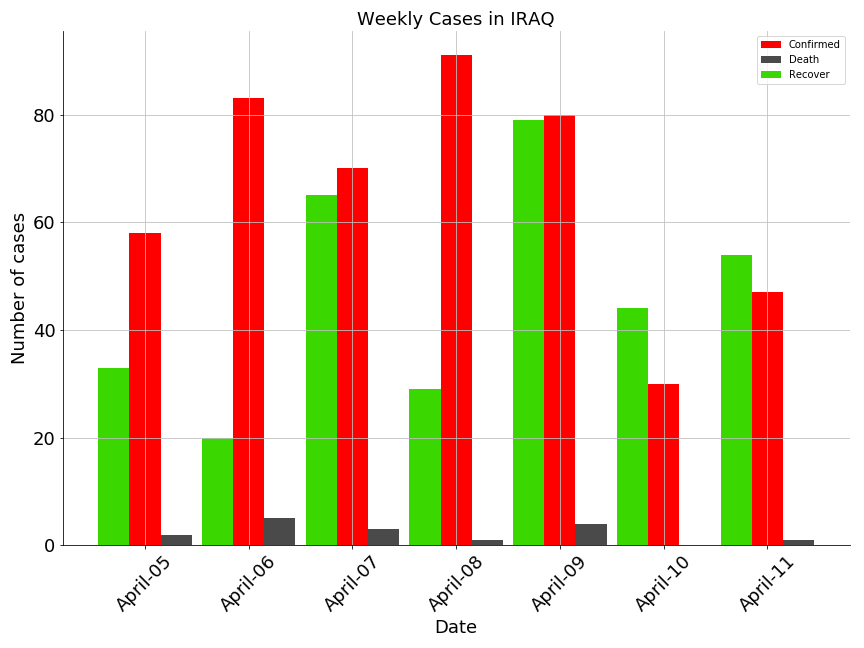 Weekly Cases in IRAQ
Confirmed
Death
Recover
Number of cases
80
60
40
20
0
April-05
April-06
April-07
April-08
April-09
April-10
April-11
Date